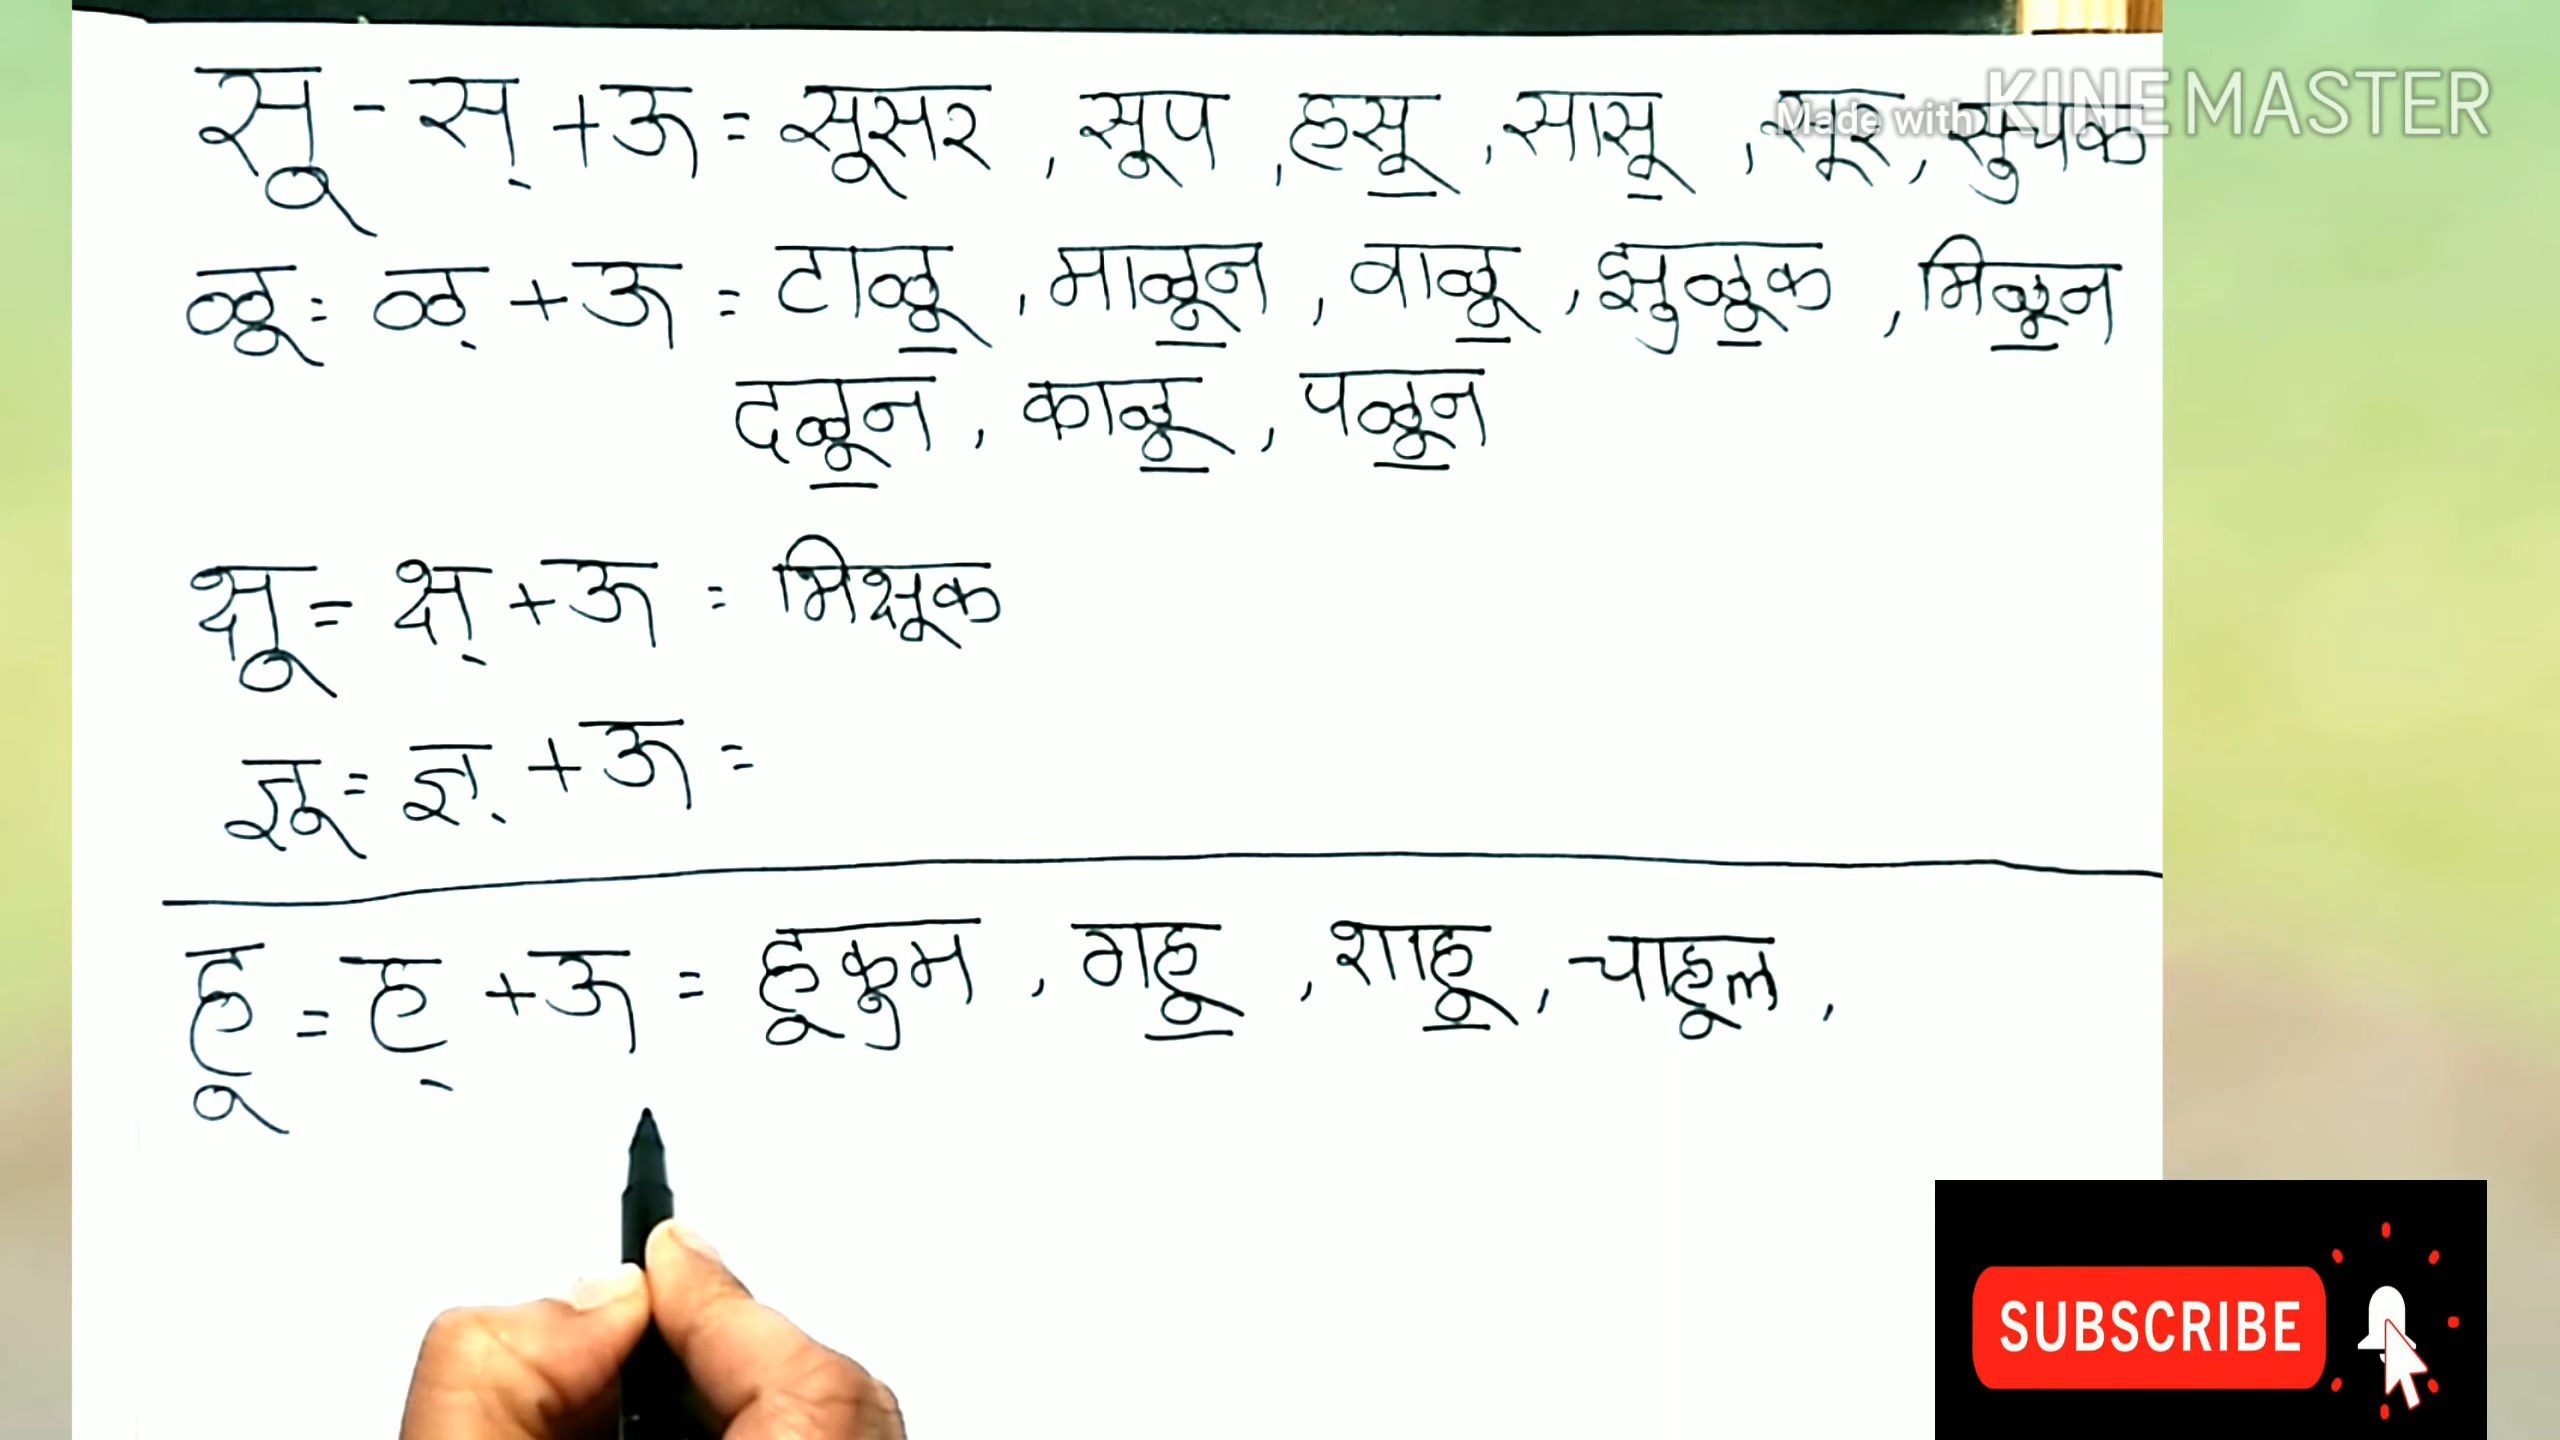 सू - स् + ऊ = सूसर , सूप , हसू , सासू , सूर , सुचक
Made with KINEMASTER
ळू = ळ् + ऊ = टाळू , माळून , वाळू , झुळूक , मिळून
दळून , काळू , पळून
क्षू = क्ष् + ऊ = भिक्षूक
ज्ञू = ज्ञ् + ऊ =
हू = ह् + ऊ = हूकुम , गहू , शाहू , चाहूल ,
SUBSCRIBE